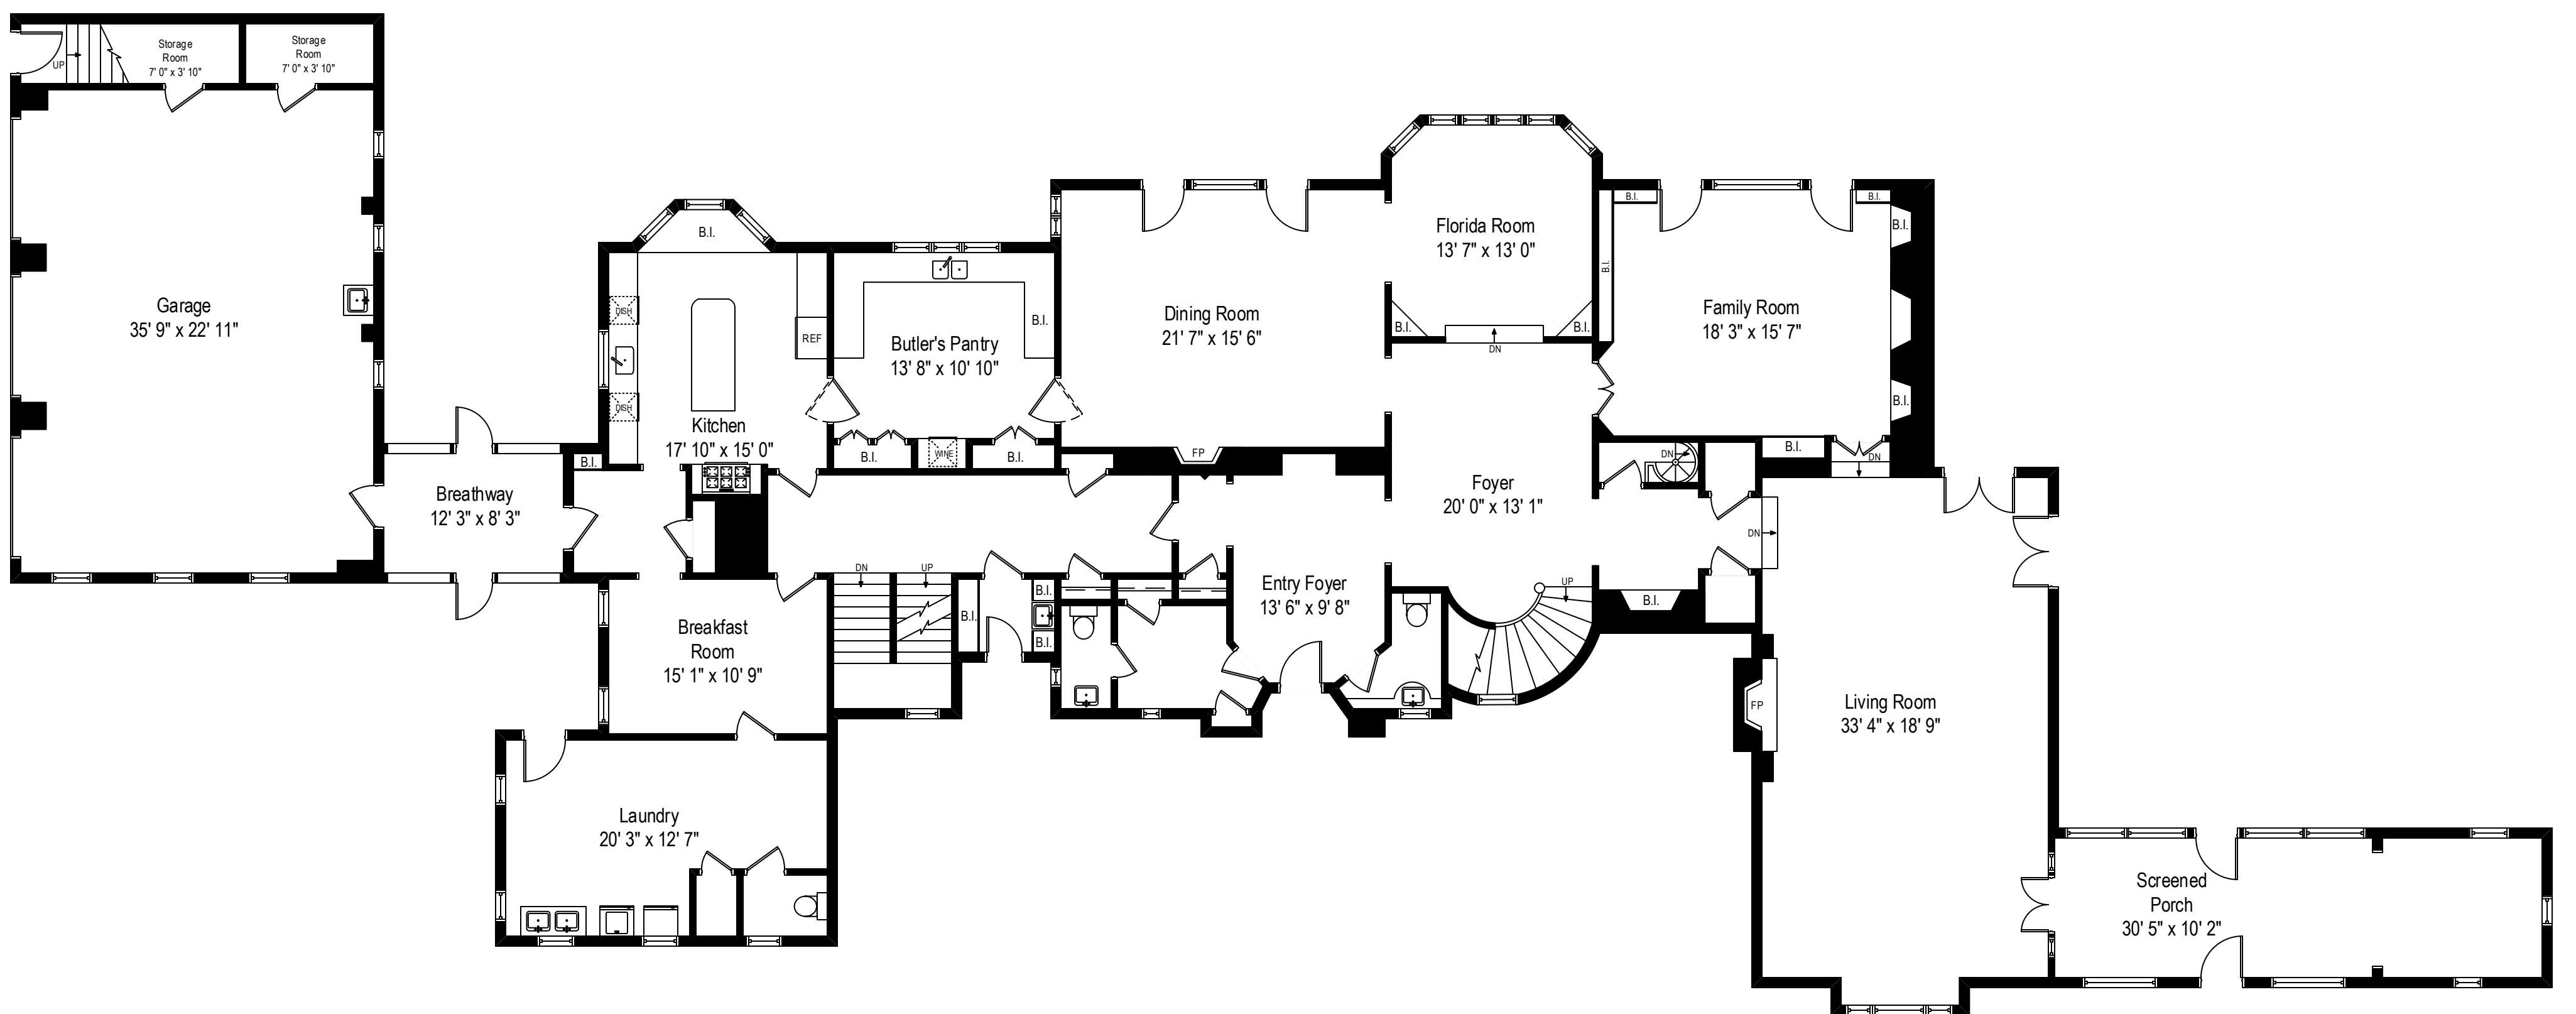 UP
Storage
Room
7' 0" x 3' 10"
Storage
Room
7' 0" x 3' 10"
Garage
35' 9" x 22' 11"
Breathway
12' 3" x 8' 3"
B.I.
B.I.
DISH
DISH
REF
Kitchen
17' 10" x 15' 0"
Butler's Pantry
13' 8" x 10' 10"
B.I.
B.I.
WINE
B.I.
Dining Room
21' 7" x 15' 6"
FP
Florida Room
13' 7" x 13' 0"
B.I.
B.I.
DN
B.I.
B.I.
B.I.
B.I.
B.I.
Family Room
18' 3" x 15' 7"
B.I.
DN
DN
Foyer
20' 0" x 13' 1"
DN
B.I.
UP
Entry Foyer
13' 6" x 9' 8"
DN
UP
B.I.
B.I.
B.I.
Breakfast
Room
15' 1" x 10' 9"
Laundry
20' 3" x 12' 7"
FP
Living Room
33' 4" x 18' 9"
Screened
Porch
30' 5" x 10' 2"